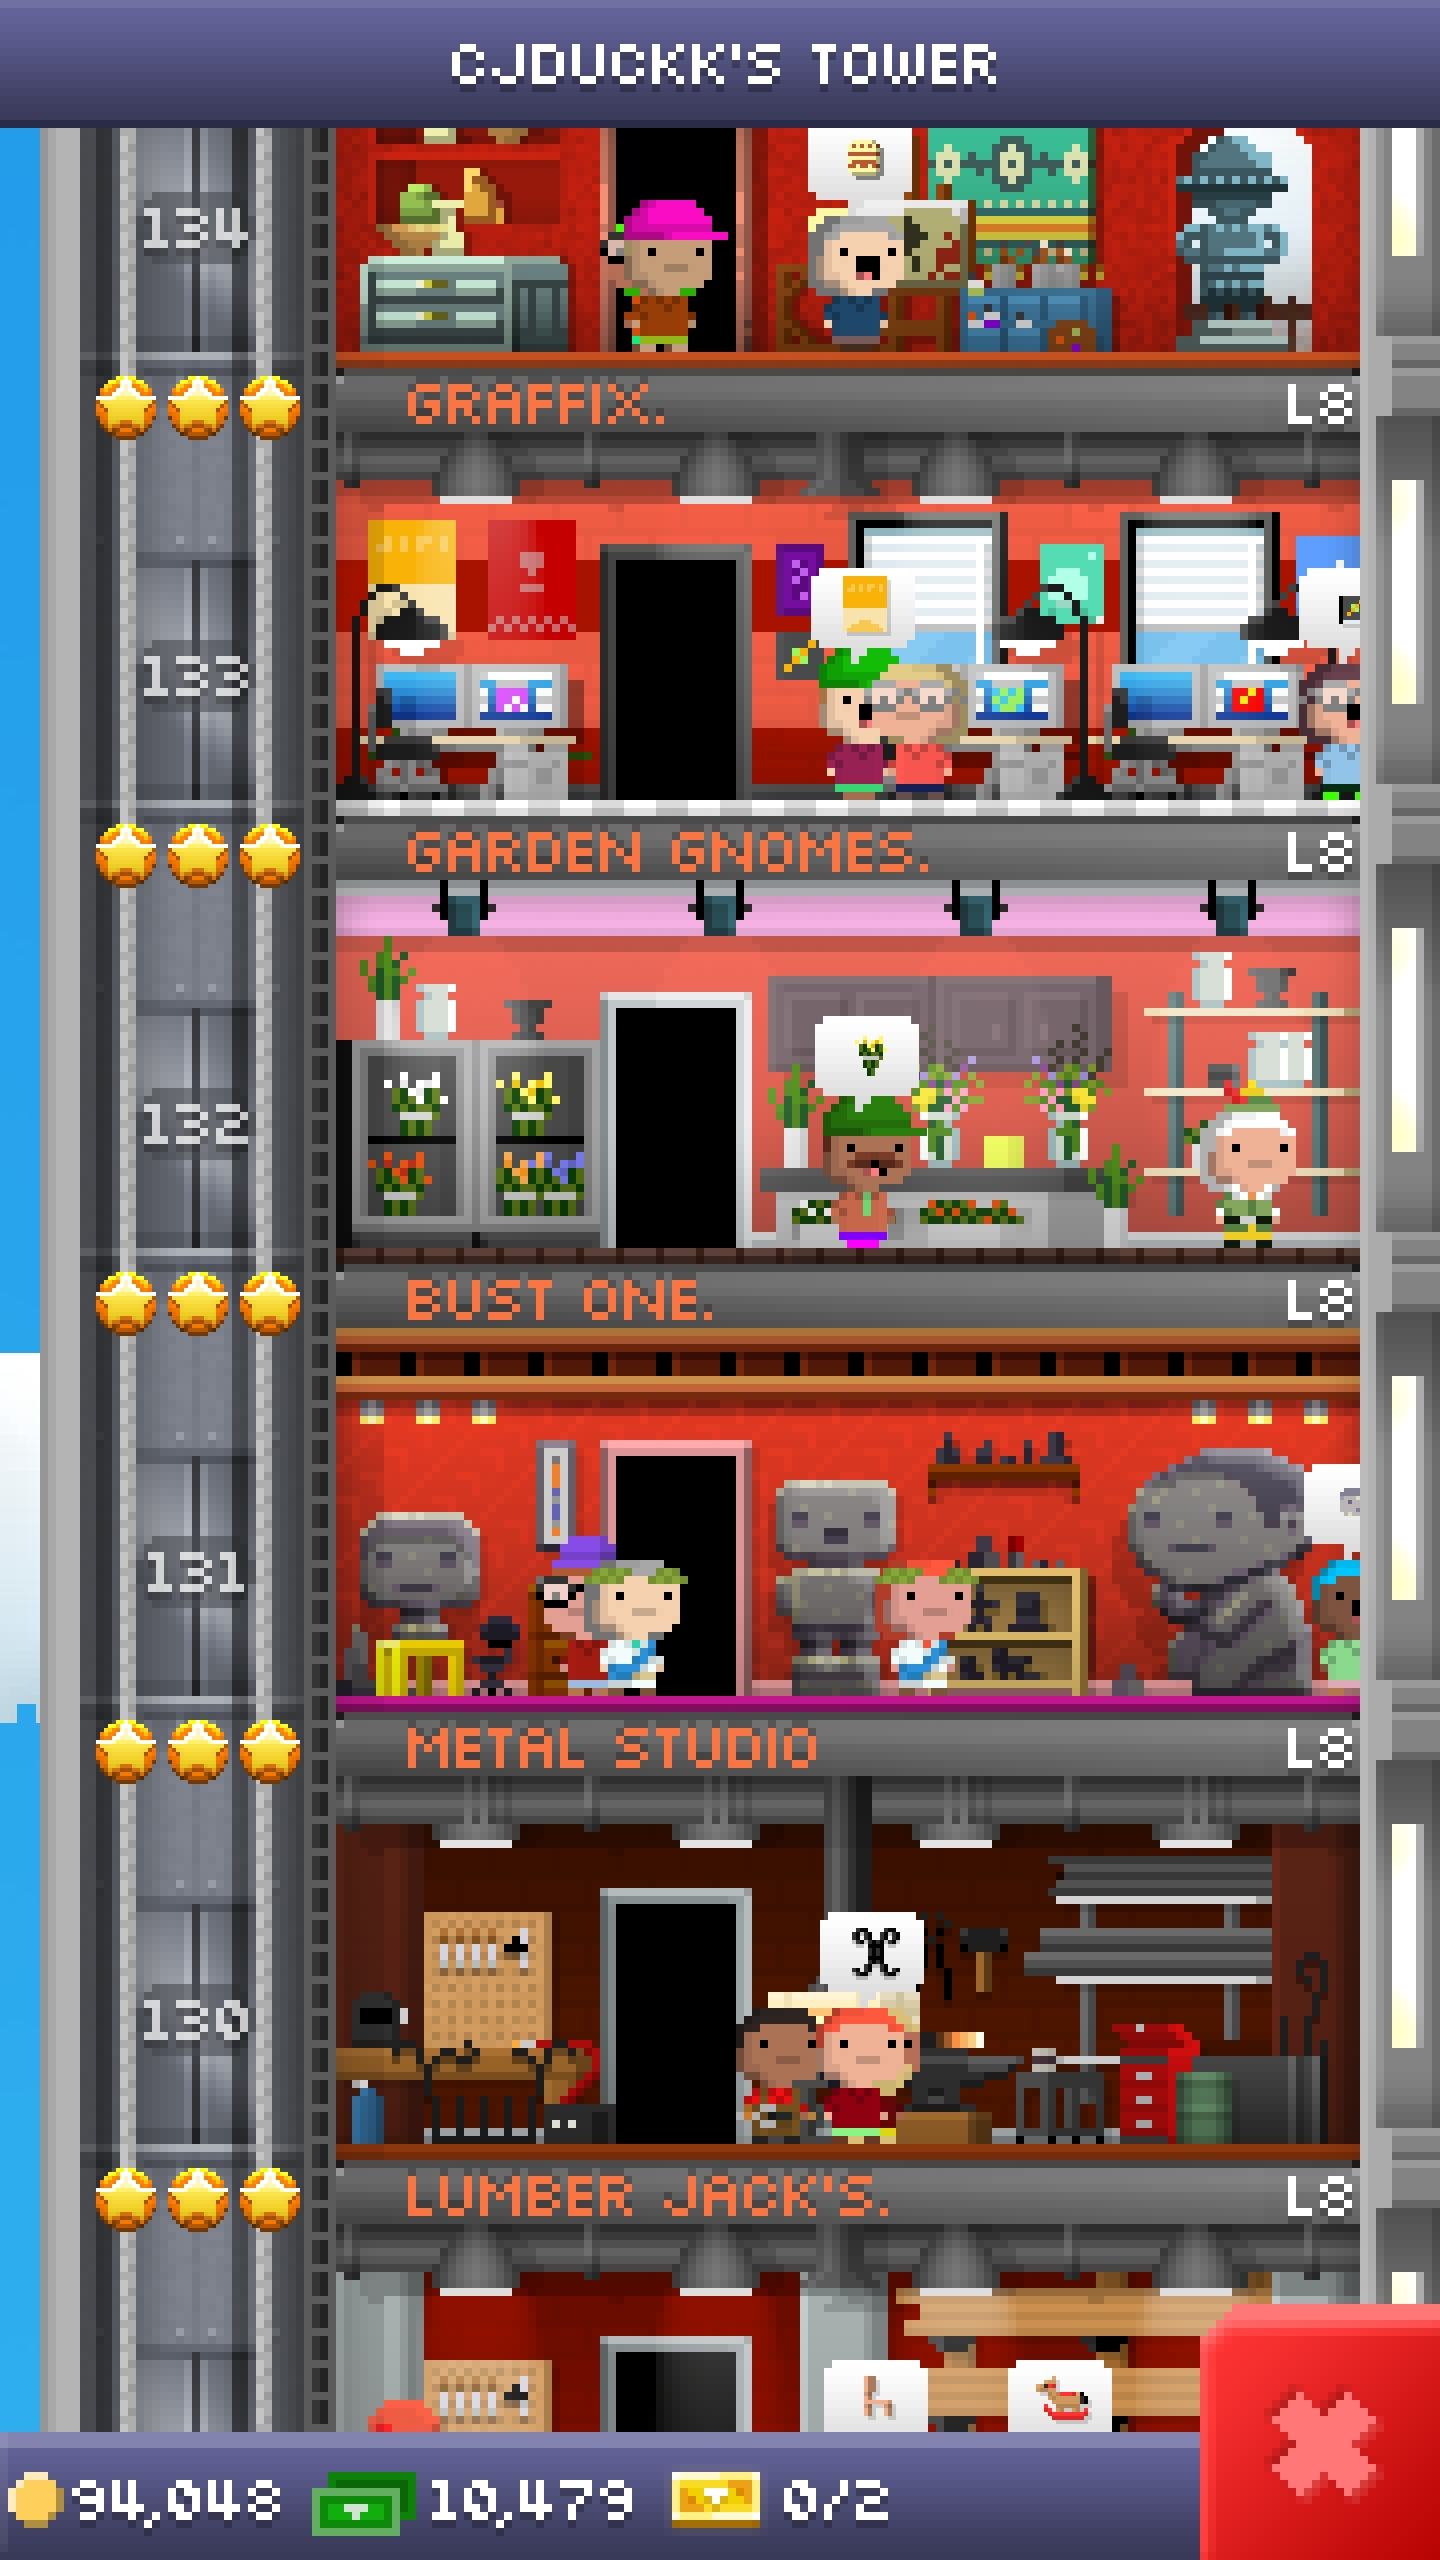 CJDUCKK'S TOWER
134
GRAFFIX. L8
133
GARDEN GNOMES. L8
132
BUST ONE. L8
131
METAL STUDIO L8
130
LUMBER JACK'S. L8
94,048 10,479 0/2